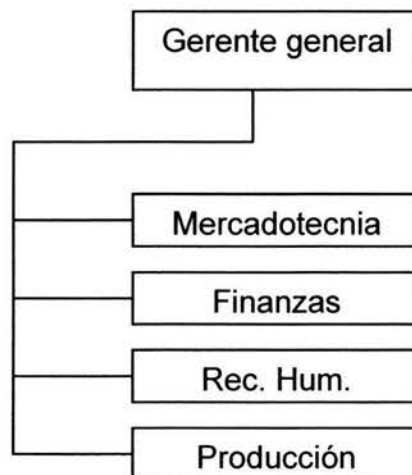 Gerente general
Mercadotecnia
Finanzas
Rec. Hum.
Producción